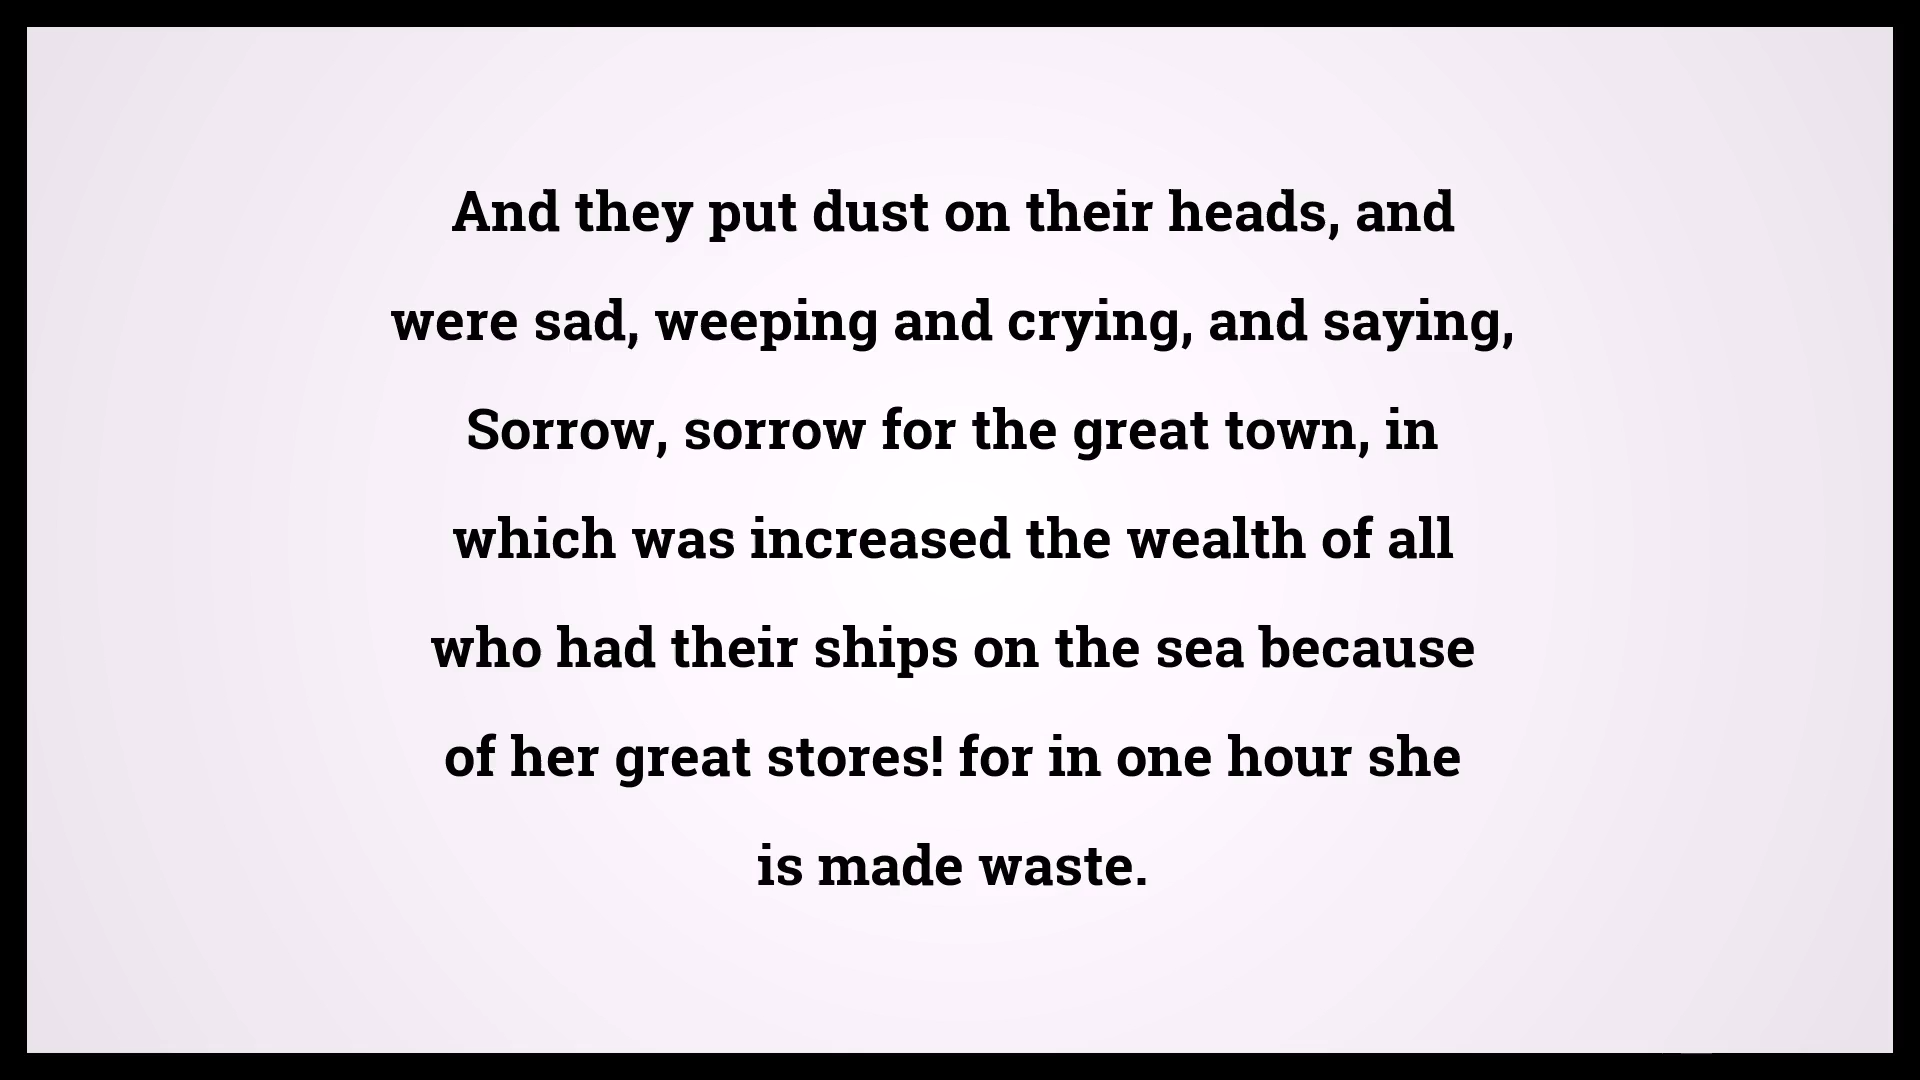 And they put dust on their heads, and
were sad, weeping and crying, and saying,
Sorrow, sorrow for the great town, in
which was increased the wealth of all
who had their ships on the sea because
of her great stores! for in one hour she
is made waste.